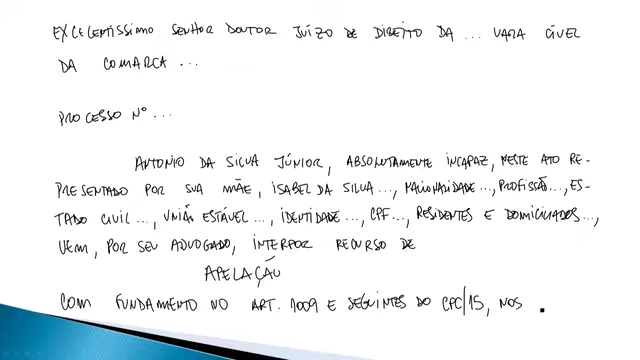 EXCELENTÍSSIMO SENHOR DOUTOR JUÍZO DE DIREITO DA ... VARA CÍVEL
DA COMARCA ...
PROCESSO Nº ...
ANTONIO DA SILVA JÚNIOR, ABSOLUTAMENTE INCAPAZ, NESTE ATO RE-
PRESENTADO POR SUA MÃE, ISABEL DA SILVA ..., NACIONALIDADE ..., PROFISSÃO ..., ES-
TADO CIVIL ..., UNIÃO ESTÁVEL ..., IDENTIDADE ..., CPF ..., RESIDENTES E DOMICILIADOS ...,
VEM, POR SEU ADVOGADO, INTERPOR RECURSO DE
APELAÇÃO
COM FUNDAMENTO NO ART. 1009 E SEGUINTES DO CPC/15, NOS